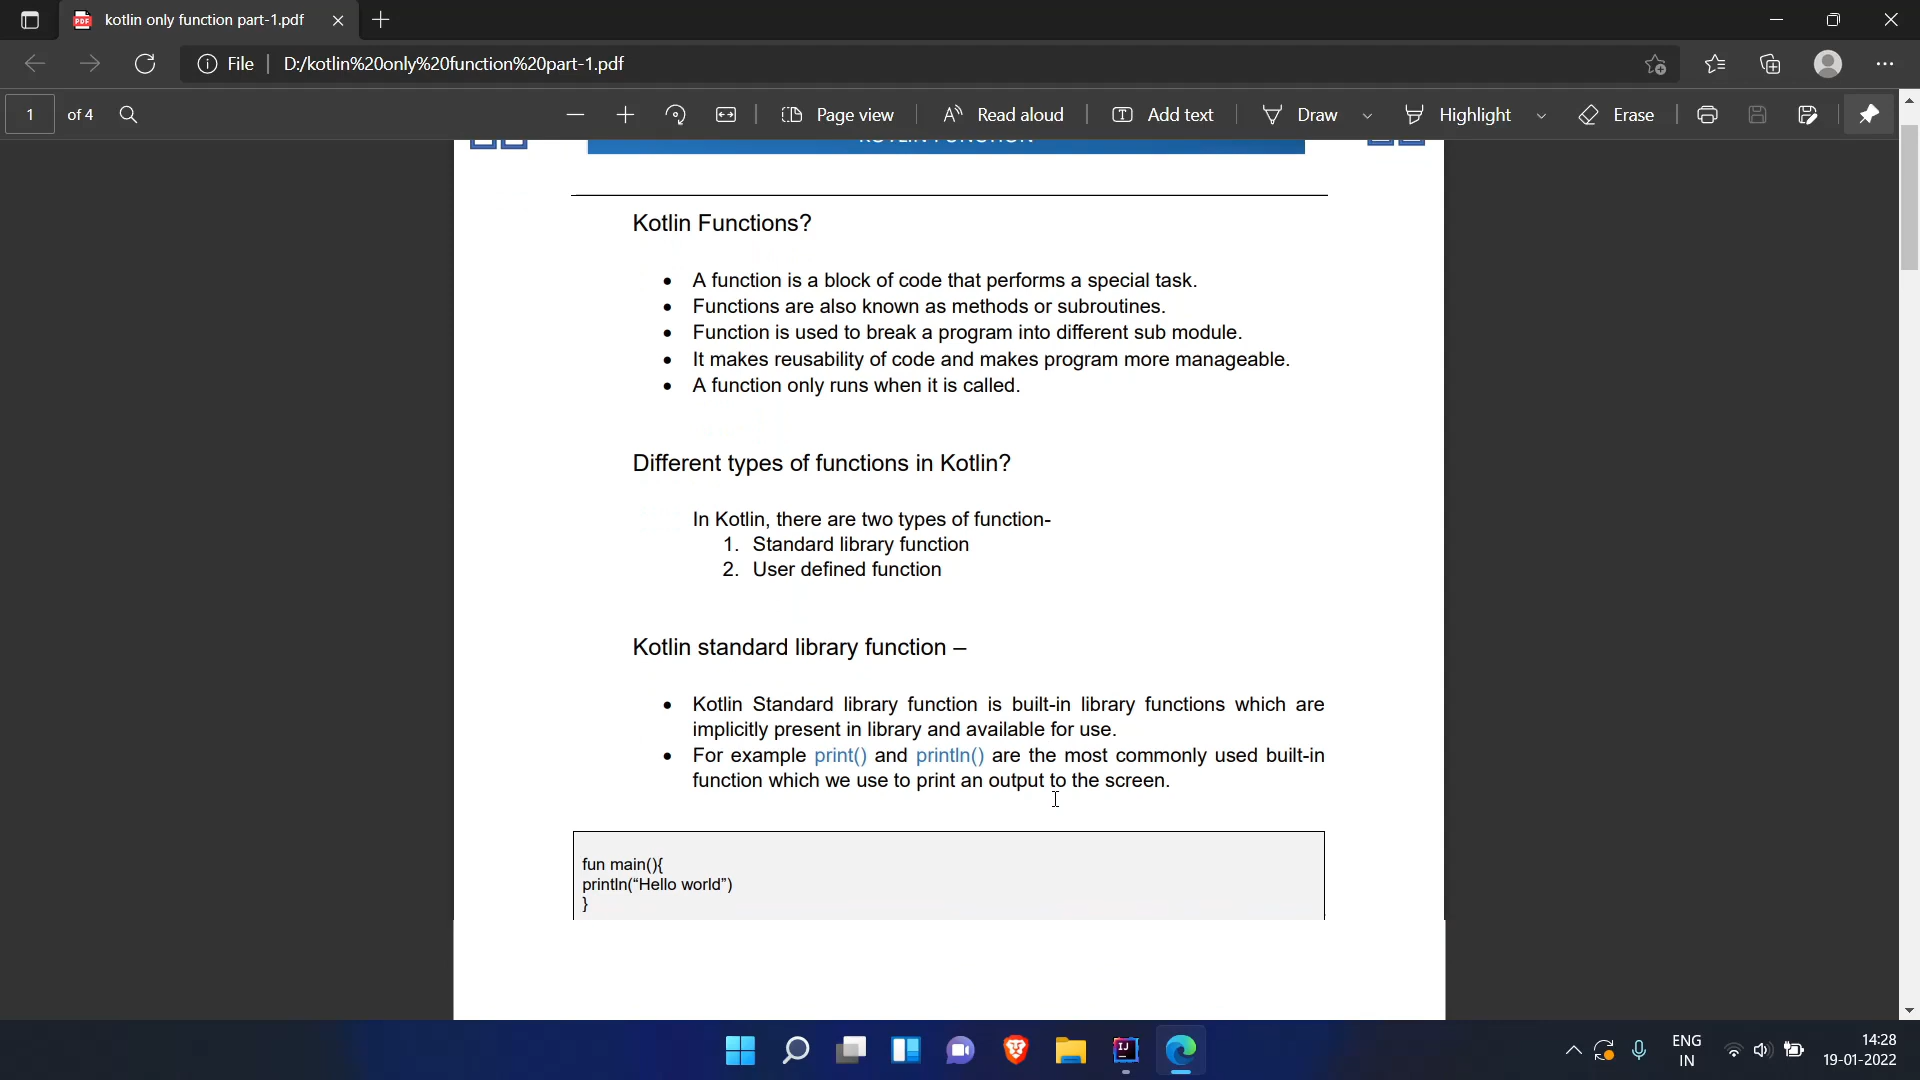 kotlin only function part-1.pdf
File D:/kotlin%20only%20function%20part-1.pdf
1 of 4 Page view Read aloud Add text Draw Highlight Erase
KOTLIN FUNCTION
Kotlin Functions?
• A function is a block of code that performs a special task.
• Functions are also known as methods or subroutines.
• Function is used to break a program into different sub module.
• It makes reusability of code and makes program more manageable.
• A function only runs when it is called.
Different types of functions in Kotlin?
In Kotlin, there are two types of function-
1. Standard library function
2. User defined function
Kotlin standard library function –
• Kotlin Standard library function is built-in library functions which are
implicitly present in library and available for use.
• For example print() and println() are the most commonly used built-in
function which we use to print an output to the screen.
fun main(){
println(“Hello world”)
}
ENG
IN
14:28
19-01-2022